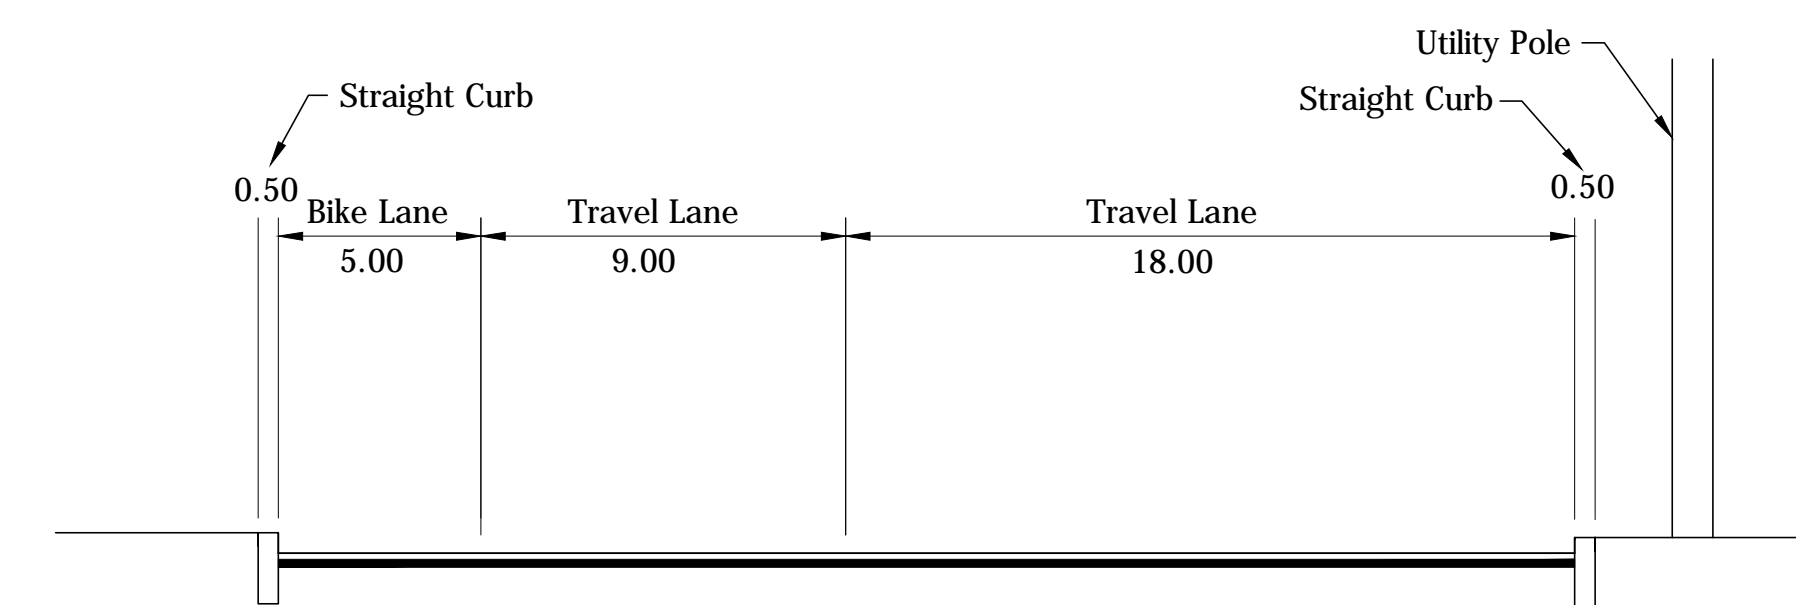 Utility Pole
Straight Curb
Straight Curb
0.50
0.50
Bike Lane
Travel Lane
Travel Lane
5.00
9.00
18.00